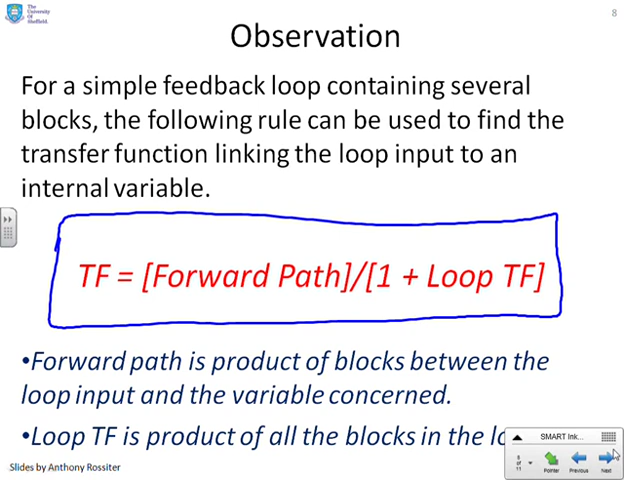 The
University
Of
Sheffield.
8
Observation
For a simple feedback loop containing several
blocks, the following rule can be used to find the
transfer function linking the loop input to an
internal variable.
TF = [Forward Path]/[1 + Loop TF]
•Forward path is product of blocks between the
loop input and the variable concerned.
•Loop TF is product of all the blocks in the
SMART Ink...
of
11
Pointer
Previous
Next
Slides by Anthony Rossiter